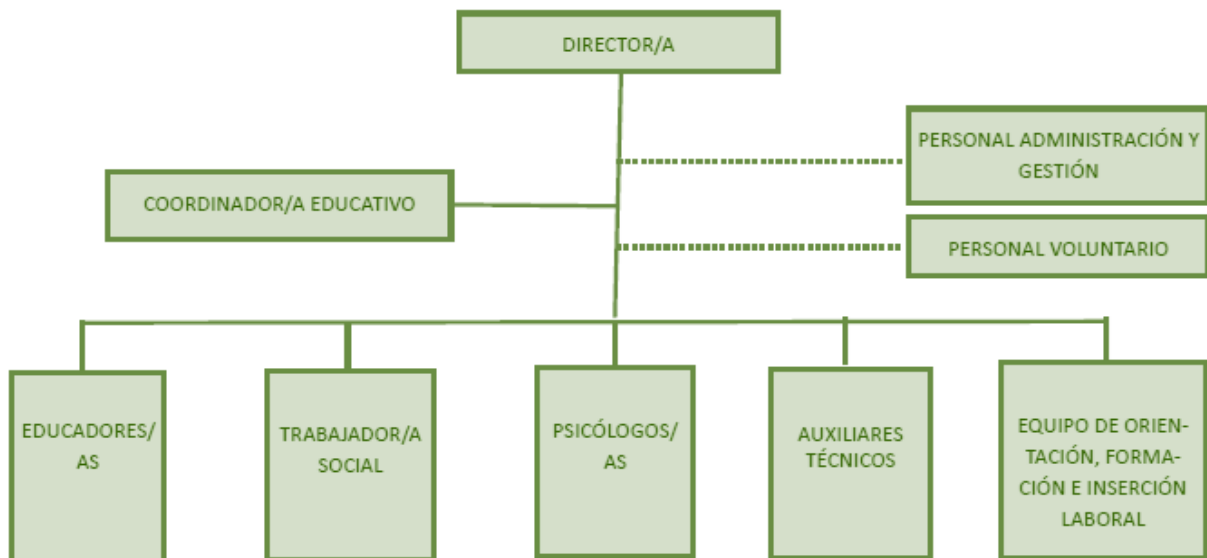 DIRECTOR/A
PERSONAL ADMINISTRACIÓN Y
GESTIÓN
COORDINADOR/A EDUCATIVO
PERSONAL VOLUNTARIO
EDUCADORES/
AS
TRABAJADOR/A
SOCIAL
PSICÓLOGOS/
AS
AUXILIARES
TÉCNICOS
EQUIPO DE ORIEN-
TACIÓN, FORMA-
CIÓN E INSERCIÓN
LABORAL